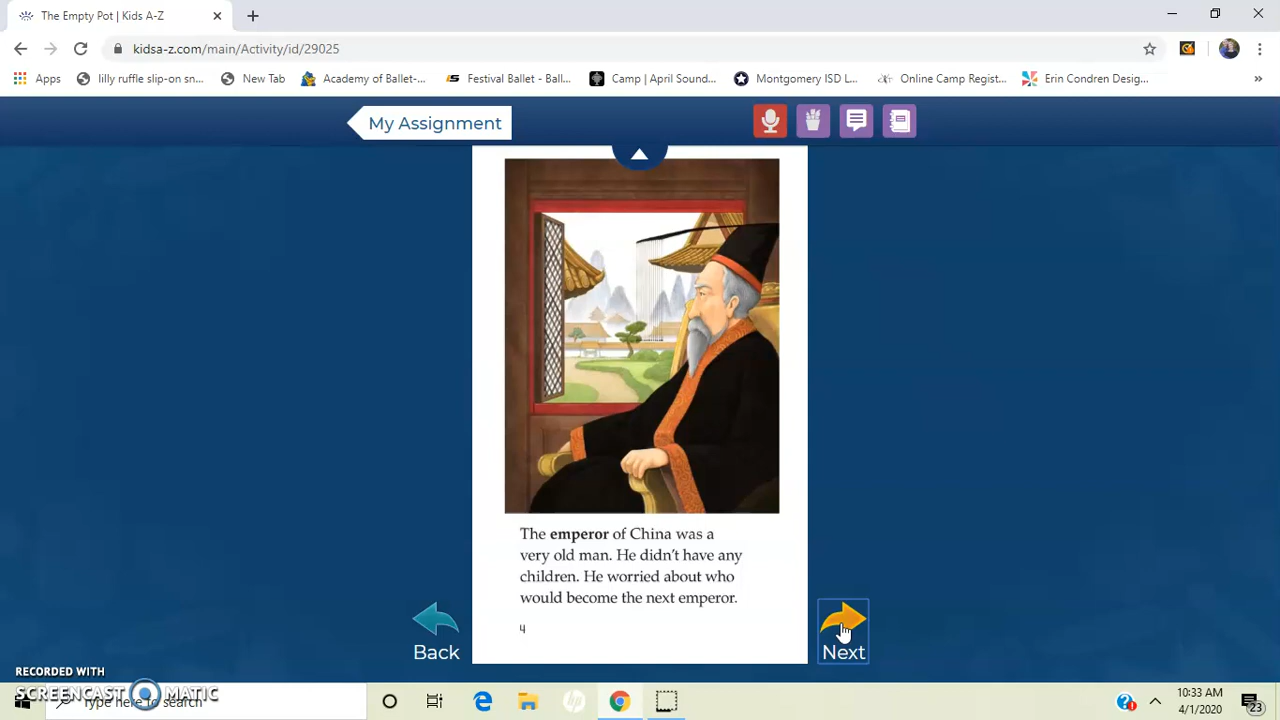 The Empty Pot | Kids A-Z
kidsa-z.com/main/Activity/id/29025
Apps lilly ruffle slip-on sn... New Tab Academy of Ballet-... Festival Ballet - Ball... Camp | April Sound... Montgomery ISD L... Online Camp Regist... Erin Condren Desig... »
My Assignment
The emperor of China was a
very old man. He didn't have any
children. He worried about who
would become the next emperor.
4
Back
Next
RECORDED WITH
SCREENCAST MATIC
Type here to search
10:33 AM
4/1/2020
23